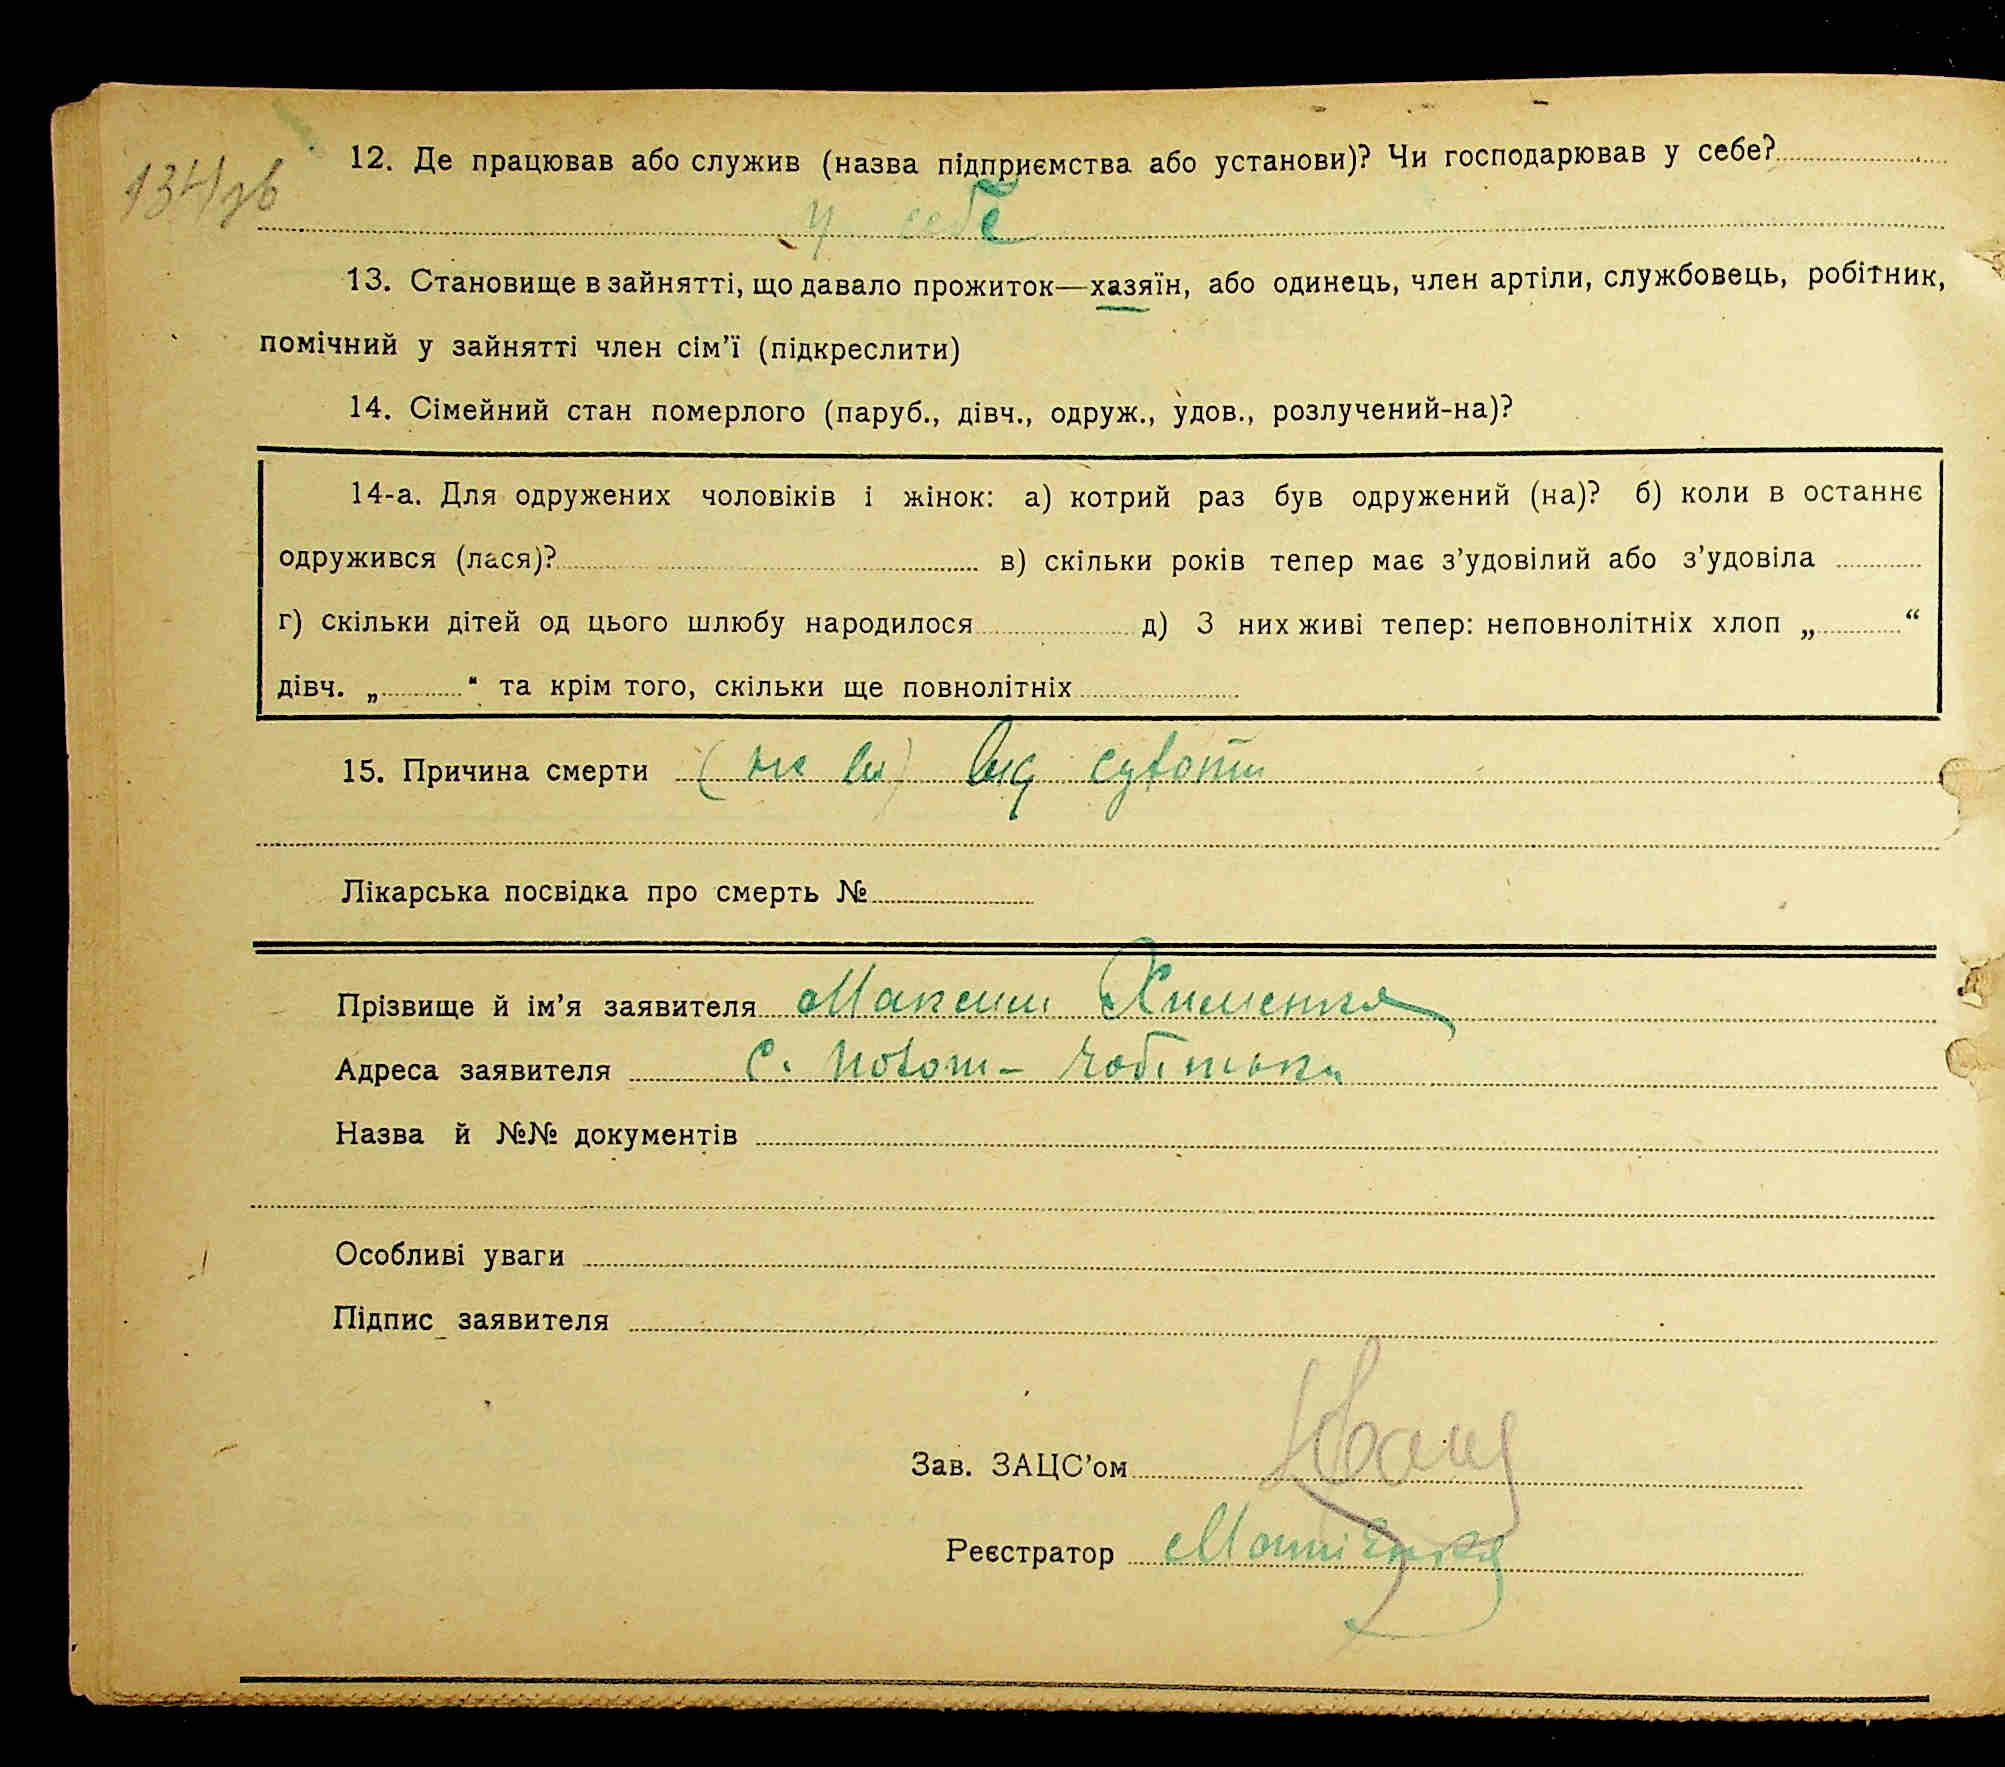 134 зв
12. Де працював або служив (назва підприємства або установи)? Чи господарював у себе?
у себе
13. Становище в зайнятті, що давало прожиток—хазяїн, або одинець, член артіли, службовець, робітник,
помічний у зайнятті член сім’ї (підкреслити)
14. Сімейний стан померлого (паруб., дівч., одруж., удов., розлучений-на)?
14-а. Для одружених чоловіків і жінок: а) котрий раз був одружений (на)? б) коли в останнє
одружився (лася)? в) скільки років тепер має з’удовілий або з’удовіла
г) скільки дітей од цього шлюбу народилося д) З них живі тепер: неповнолітніх хлоп „ “
дівч. „ “ та крім того, скільки ще повнолітніх
15. Причина смерти
Лікарська посвідка про смерть №
Прізвище й ім’я заявителя Максим
Адреса заявителя с.
Назва й №№ документів
Особливі уваги
Підпис заявителя
Зав. ЗАЦС’ом
Реєстратор